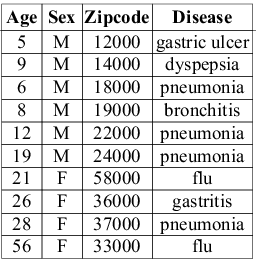 Age Sex Zipcode Disease
5 M 12000 gastric ulcer
9 M 14000 dyspepsia
6 M 18000 pneumonia
8 M 19000 bronchitis
12 M 22000 pneumonia
19 M 24000 pneumonia
21 F 58000 flu
26 F 36000 gastritis
28 F 37000 pneumonia
56 F 33000 flu